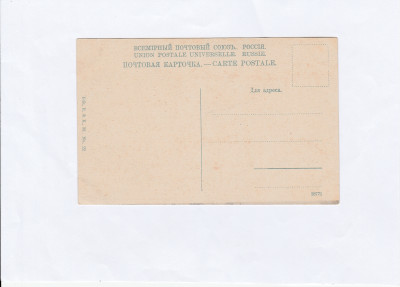 ВСЕМІРНЫЙ ПОЧТОВЫЙ СОЮЗЪ. РОССІЯ.
UNION POSTALE UNIVERSELLE. RUSSIE.
ПОЧТОВАЯ КАРТОЧКА — CARTE POSTALE.
Для адреса.